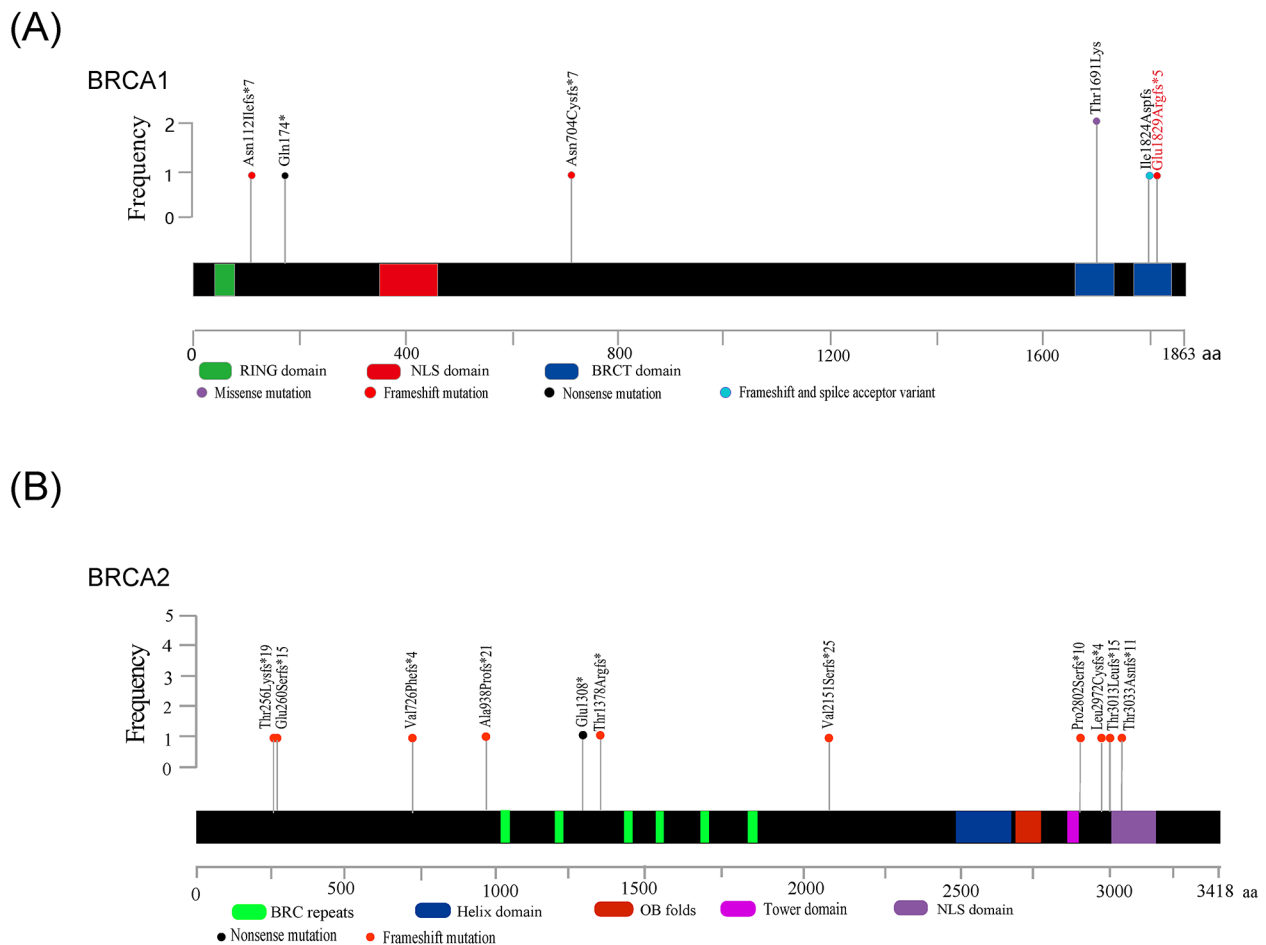 (A)
BRCA1
Frequency
2
1
0
Asn112Ilefs*7
Gln174*
Asn704Cysfs*7
Thr1691Lys
Ile1824Aspfs
Glu1829Argfs*5
0 400 800 1200 1600 1863 aa
RING domain NLS domain BRCT domain
Missense mutation Frameshift mutation Nonsense mutation Frameshift and spilce acceptor variant
(B)
BRCA2
Frequency
5
4
3
2
1
0
Thr256Lysfs*19
Glu260Serfs*15
Val726Phefs*4
Ala938Profs*21
Glu1308*
Thr1378Argfs*
Val2151Serfs*25
Pro2802Serfs*10
Leu2972Cysfs*4
Thr3013Leufs*15
Thr3033Asnfs*11
0 500 1000 1500 2000 2500 3000 3418 aa
BRC repeats Helix domain OB folds Tower domain NLS domain
Nonsense mutation Frameshift mutation